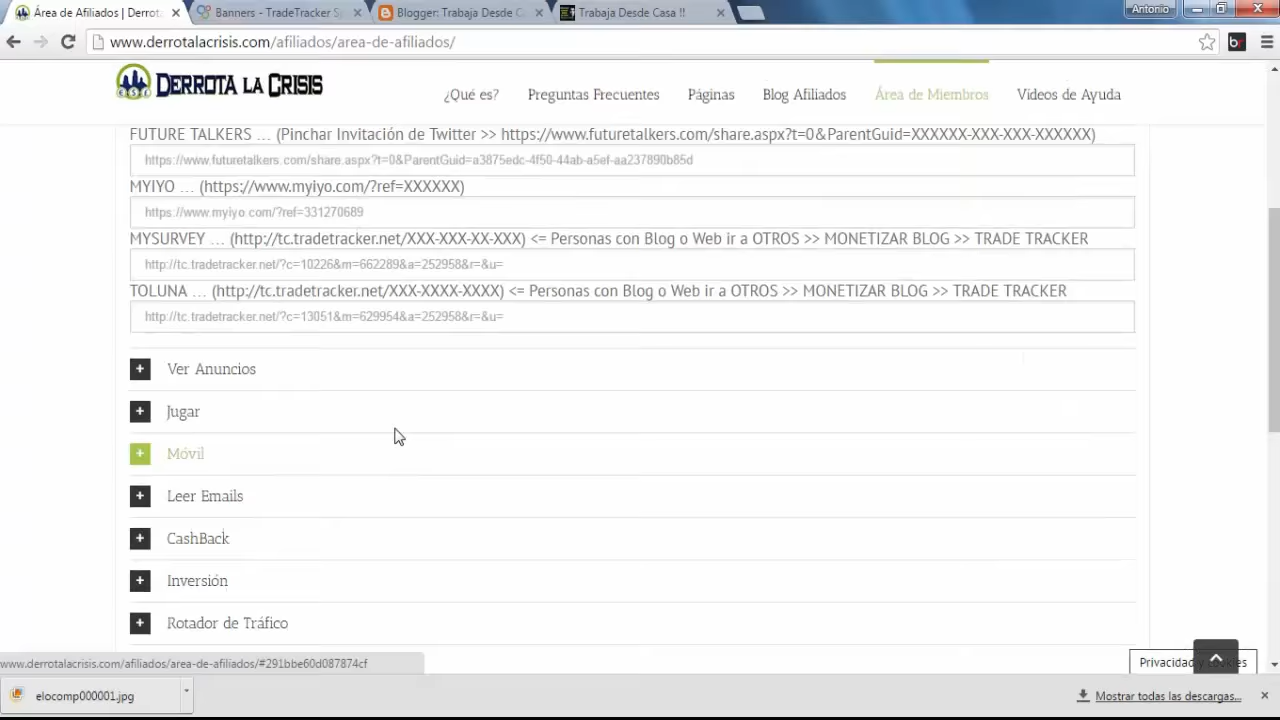 Área de Afiliados | Derrot
Banners - TradeTracker S
Blogger: Trabaja Desde C
Trabaja Desde Casa !!
Antonio
www.derrotalacrisis.com/afiliados/area-de-afiliados/
DERROTA LA CRISIS
¿Qué es?
Preguntas Frecuentes
Páginas
Blog Afiliados
Área de Miembros
Videos de Ayuda
FUTURE TALKERS ... (Pinchar Invitación de Twitter >> https://www.futuretalkers.com/share.aspx?t=0&ParentGuid=XXXXXX-XXX-XXX-XXXXXX)
https://www.futuretalkers.com/share.aspx?t=0&ParentGuid=a3875edc-4f50-44ab-a5ef-aa237890b85d
MYIYO ... (https://www.myiyo.com/?ref=XXXXXX)
https://www.myiyo.com/?ref=331270689
MYSURVEY ... (http://tc.tradetracker.net/XXX-XXX-XX-XXX) <= Personas con Blog o Web ir a OTROS >> MONETIZAR BLOG >> TRADE TRACKER
http://tc.tradetracker.net/?c=10226&m=662289&a=252958&r=&u=
TOLUNA ... (http://tc.tradetracker.net/XXX-XXXX-XXXX) <= Personas con Blog o Web ir a OTROS >> MONETIZAR BLOG >> TRADE TRACKER
http://tc.tradetracker.net/?c=13051&m=629954&a=252958&r=&u=
Ver Anuncios
Jugar
Móvil
Leer Emails
CashBack
Inversión
Rotador de Tráfico
www.derrotalacrisis.com/afiliados/area-de-afiliados/#291bbe60d087874cf
Privacidad y cookies
elocomp000001.jpg
Mostrar todas las descargas...